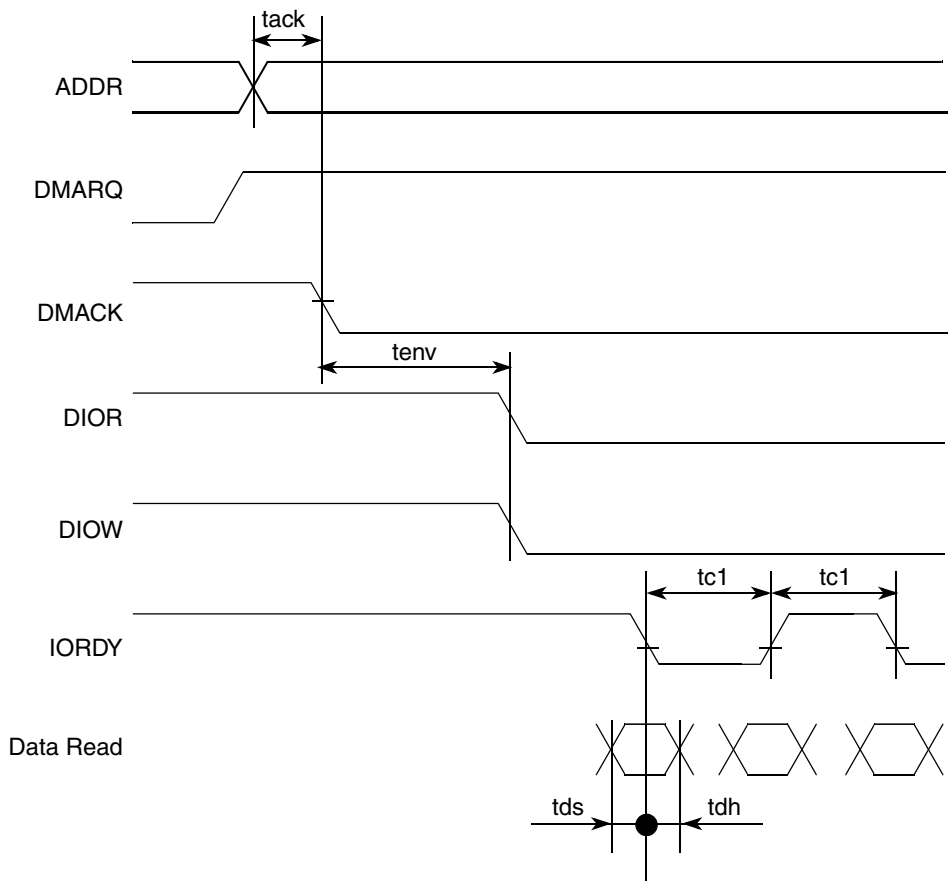 tack
ADDR
DMARQ
DMACK
tenv
DIOR
DIOW
tc1 tc1
IORDY
Data Read
tds tdh